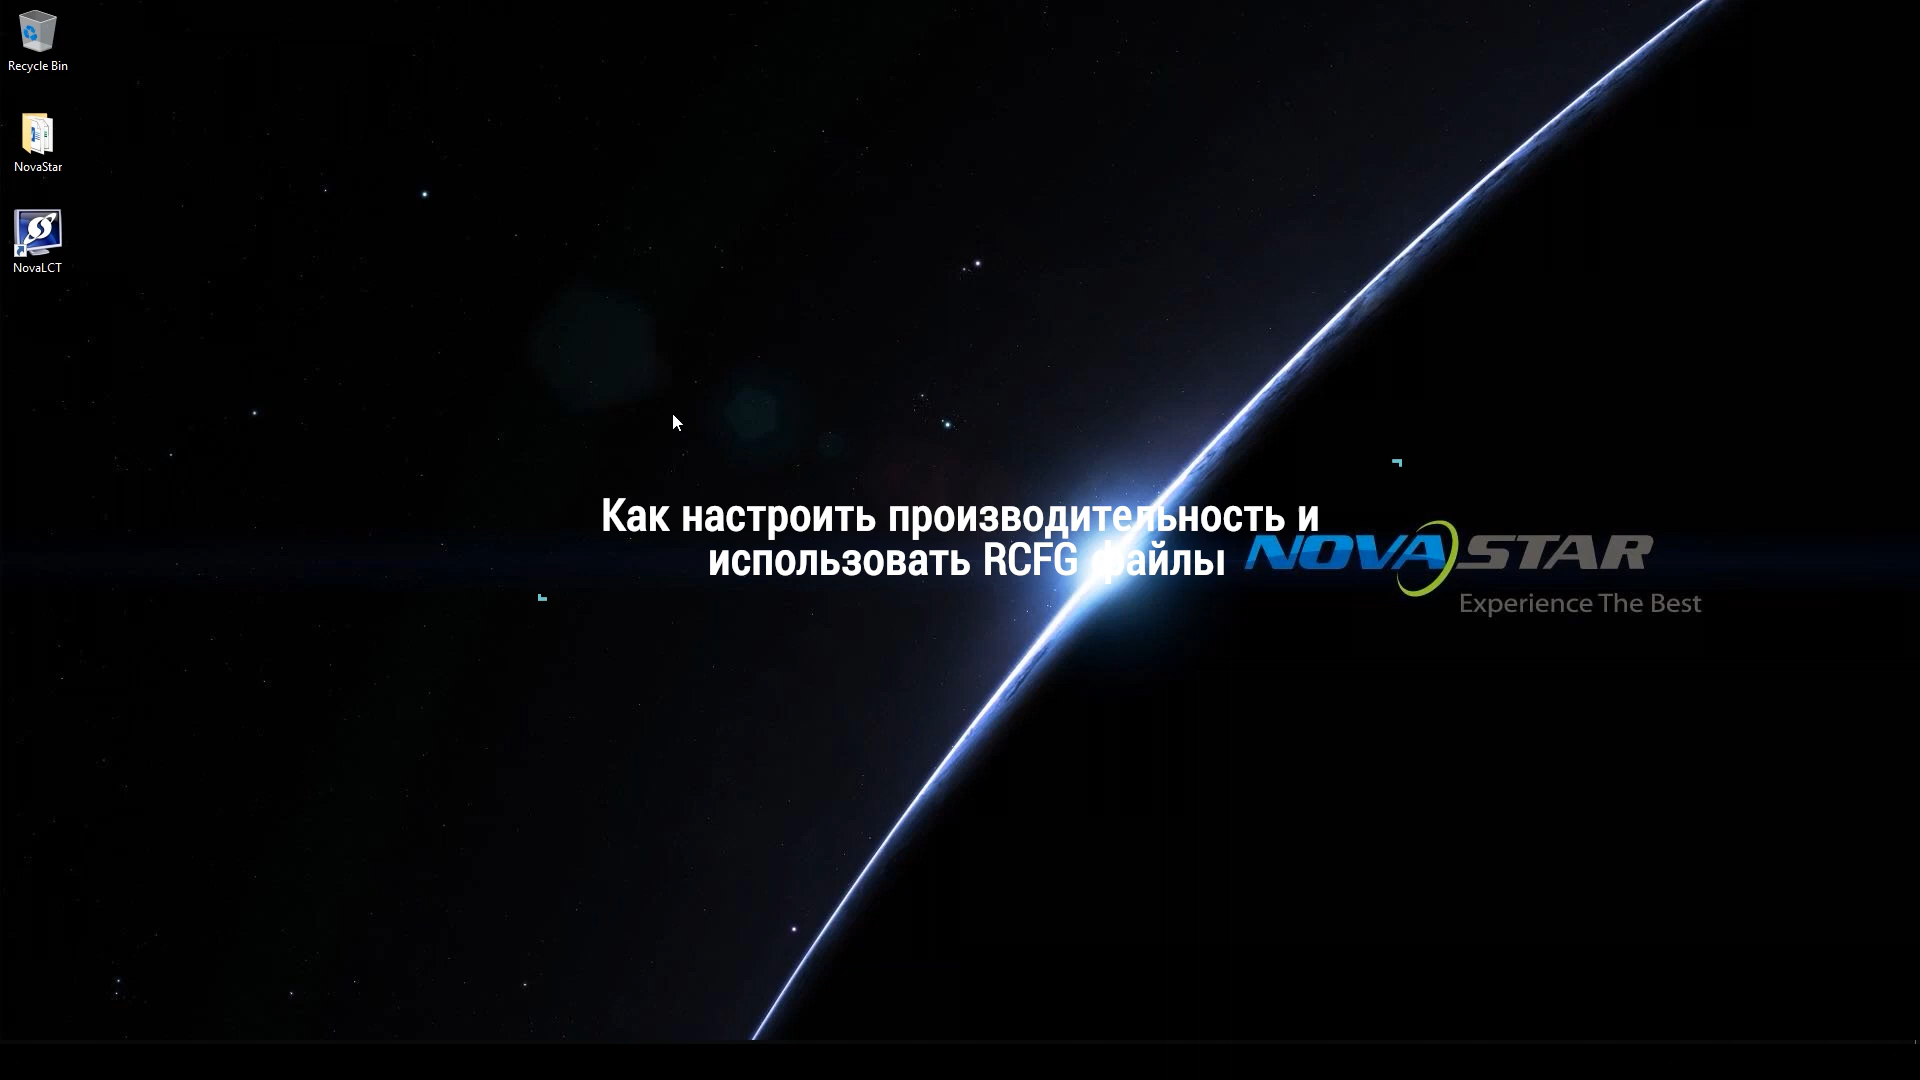 Recycle Bin
NovaStar
NovaLCT
Как настроить производительность и
использовать RCFG файлы
NOVASTAR
Experience The Best